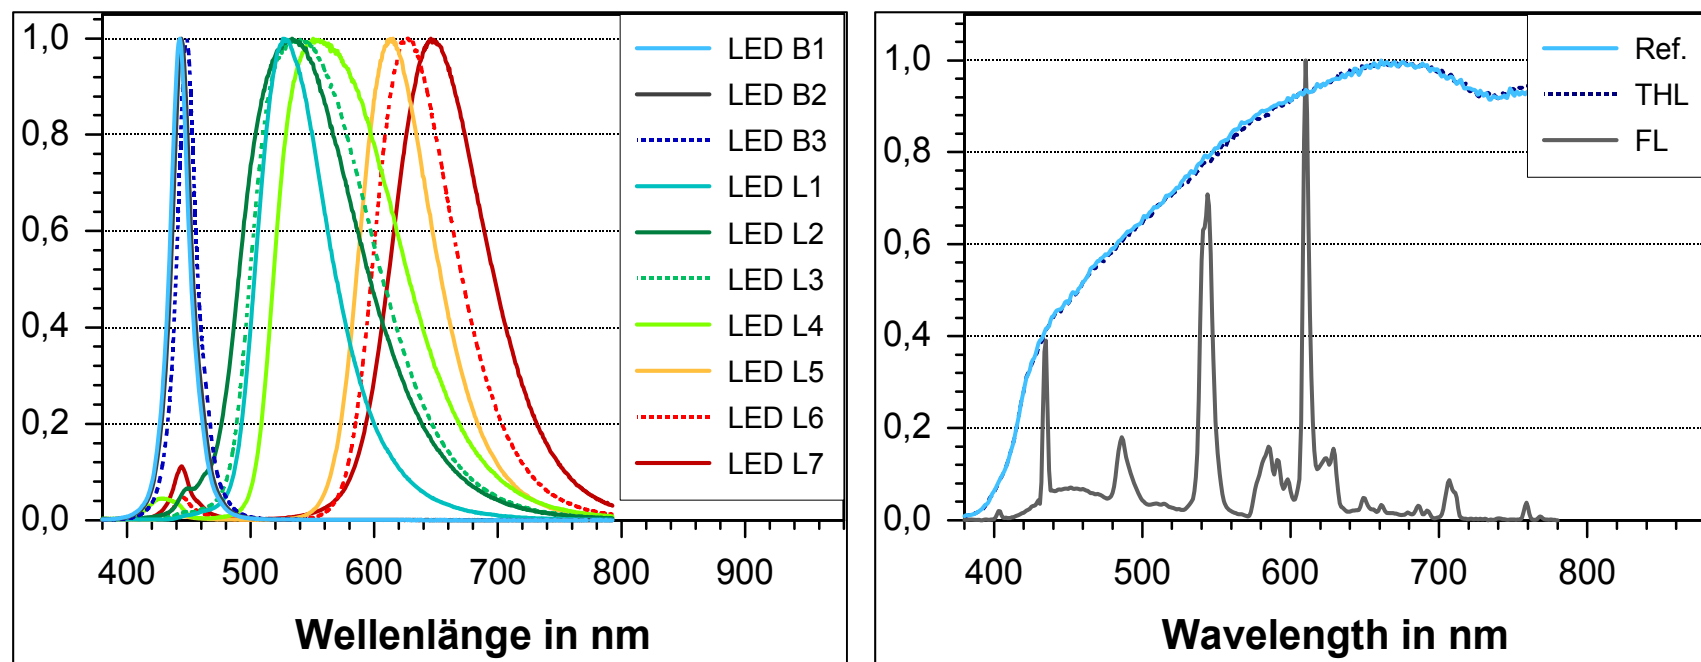 1,0
0,8
0,6
0,4
0,2
0,0
400 500 600 700 800 900
Wellenlänge in nm
LED B1
LED B2
LED B3
LED L1
LED L2
LED L3
LED L4
LED L5
LED L6
LED L7
1,0
0,8
0,6
0,4
0,2
0,0
400 500 600 700 800
Wavelength in nm
Ref.
THL
FL